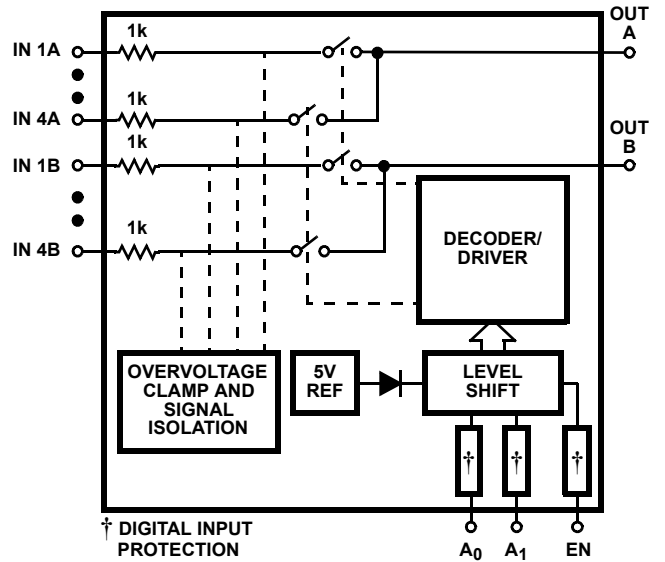 OUT
A
1k
IN 1A
1k
IN 4A
OUT
B
1k
IN 1B
1k
IN 4B
DECODER/
DRIVER
OVERVOLTAGE
CLAMP AND
SIGNAL
ISOLATION
5V
REF
LEVEL
SHIFT
† † †
† DIGITAL INPUT
PROTECTION
A0 A1 EN